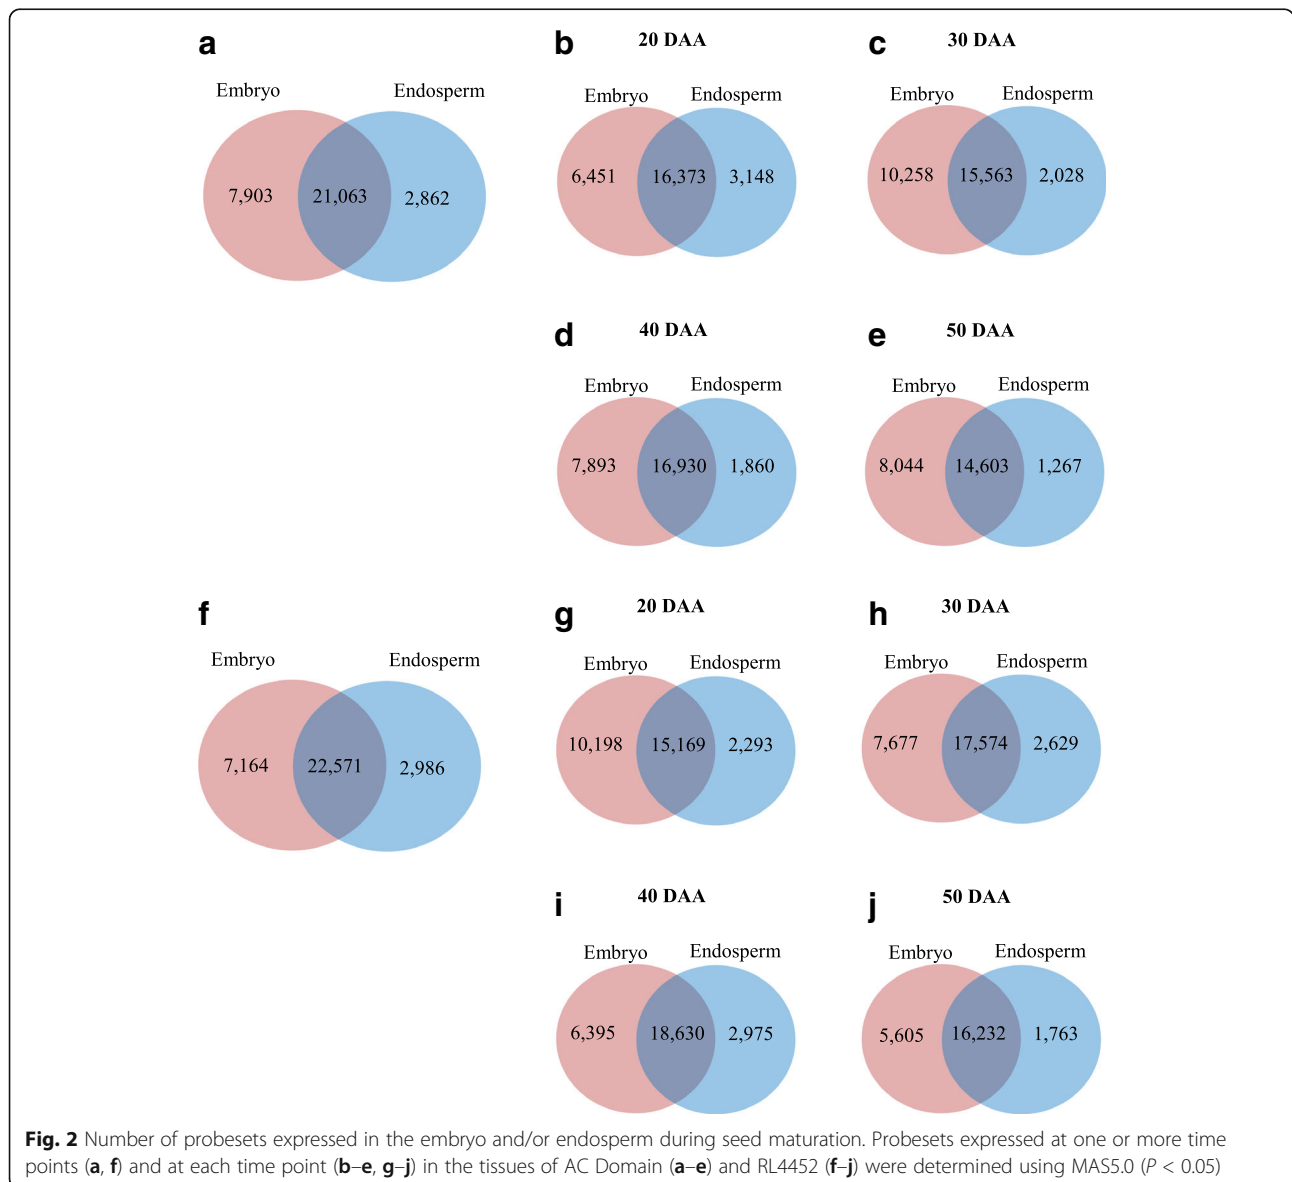 a
Embryo Endosperm
7,903 21,063 2,862
b 20 DAA
Embryo Endosperm
6,451 16,373 3,148
c 30 DAA
Embryo Endosperm
10,258 15,563 2,028
d 40 DAA
Embryo Endosperm
7,893 16,930 1,860
e 50 DAA
Embryo Endosperm
8,044 14,603 1,267
f
Embryo Endosperm
7,164 22,571 2,986
g 20 DAA
Embryo Endosperm
10,198 15,169 2,293
h 30 DAA
Embryo Endosperm
7,677 17,574 2,629
i 40 DAA
Embryo Endosperm
6,395 18,630 2,975
j 50 DAA
Embryo Endosperm
5,605 16,232 1,763
Fig. 2 Number of probesets expressed in the embryo and/or endosperm during seed maturation. Probesets expressed at one or more time
points (a, f) and at each time point (b–e, g–j) in the tissues of AC Domain (a–e) and RL4452 (f–j) were determined using MAS5.0 (P < 0.05)